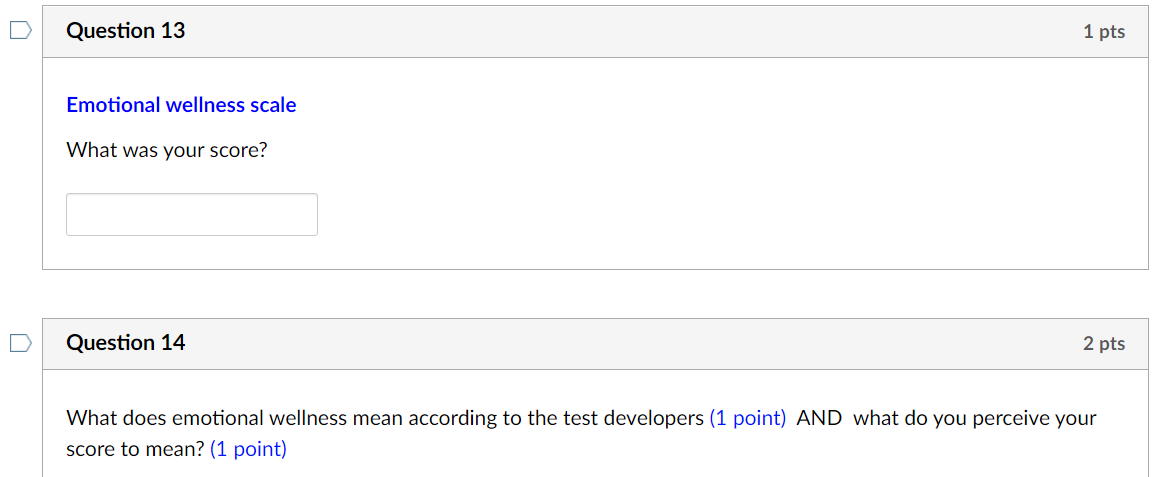 Question 13
1 pts
Emotional wellness scale
What was your score?
Question 14
2 pts
What does emotional wellness mean according to the test developers (1 point) AND what do you perceive your
score to mean? (1 point)